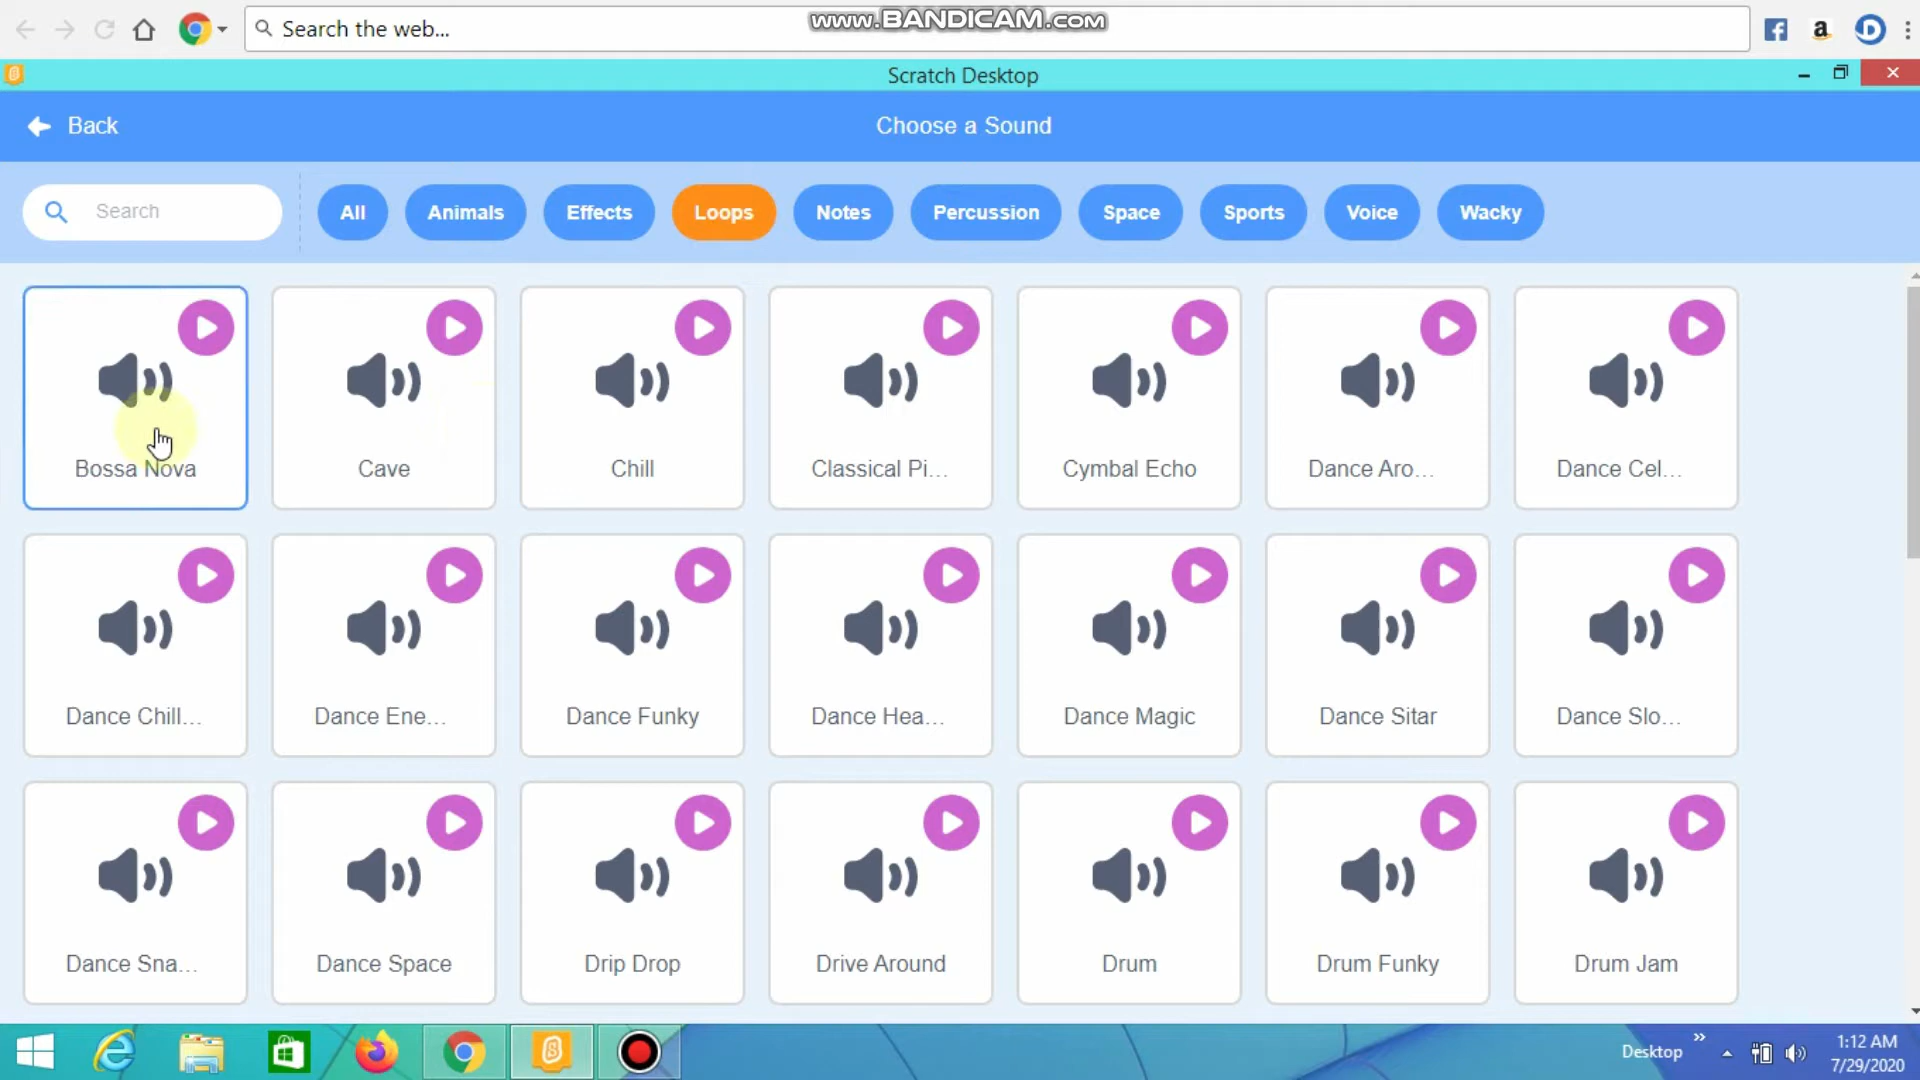 Search the web...
www.BANDICAM.com
Scratch Desktop
Back
Choose a Sound
Search
All
Animals
Effects
Loops
Notes
Percussion
Space
Sports
Voice
Wacky
Bossa Nova
Cave
Chill
Classical Pi...
Cymbal Echo
Dance Aro...
Dance Cel...
Dance Chill...
Dance Ene...
Dance Funky
Dance Hea...
Dance Magic
Dance Sitar
Dance Slo...
Dance Sna...
Dance Space
Drip Drop
Drive Around
Drum
Drum Funky
Drum Jam
Desktop
1:12 AM
7/29/2020